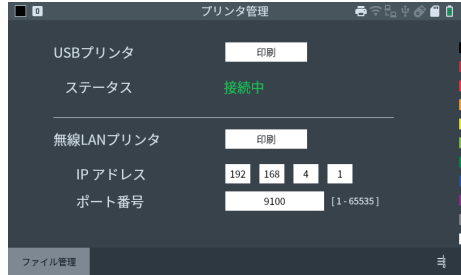 0 プリンタ管理
USBプリンタ 印刷
ステータス 接続中
無線LANプリンタ 印刷
IP アドレス 192 168 4 1
ポート番号 9100 [ 1 - 65535 ]
ファイル管理